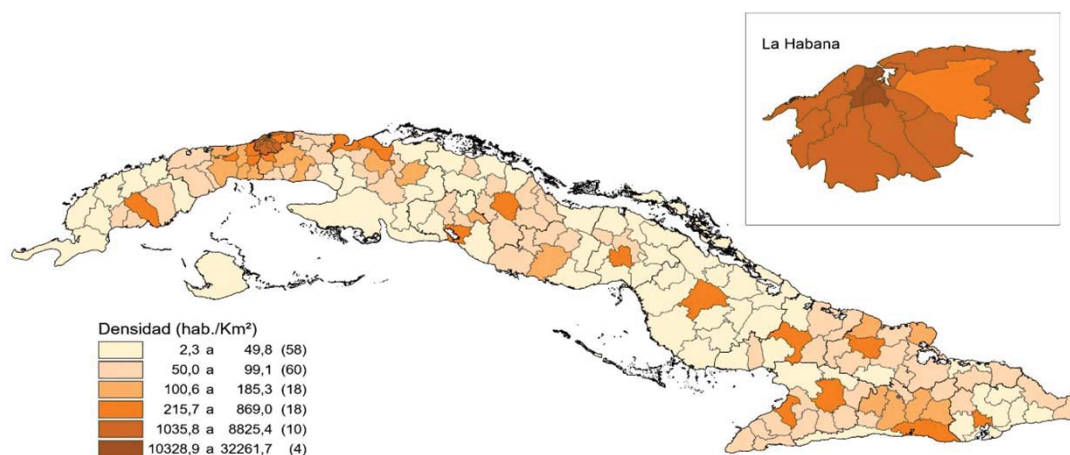 La Habana
Densidad (hab./Km²)
2,3 a 49,8 (58)
50,0 a 99,1 (60)
100,6 a 185,3 (18)
215,7 a 869,0 (18)
1035,8 a 8825,4 (10)
10328,9 a 32261,7 (4)